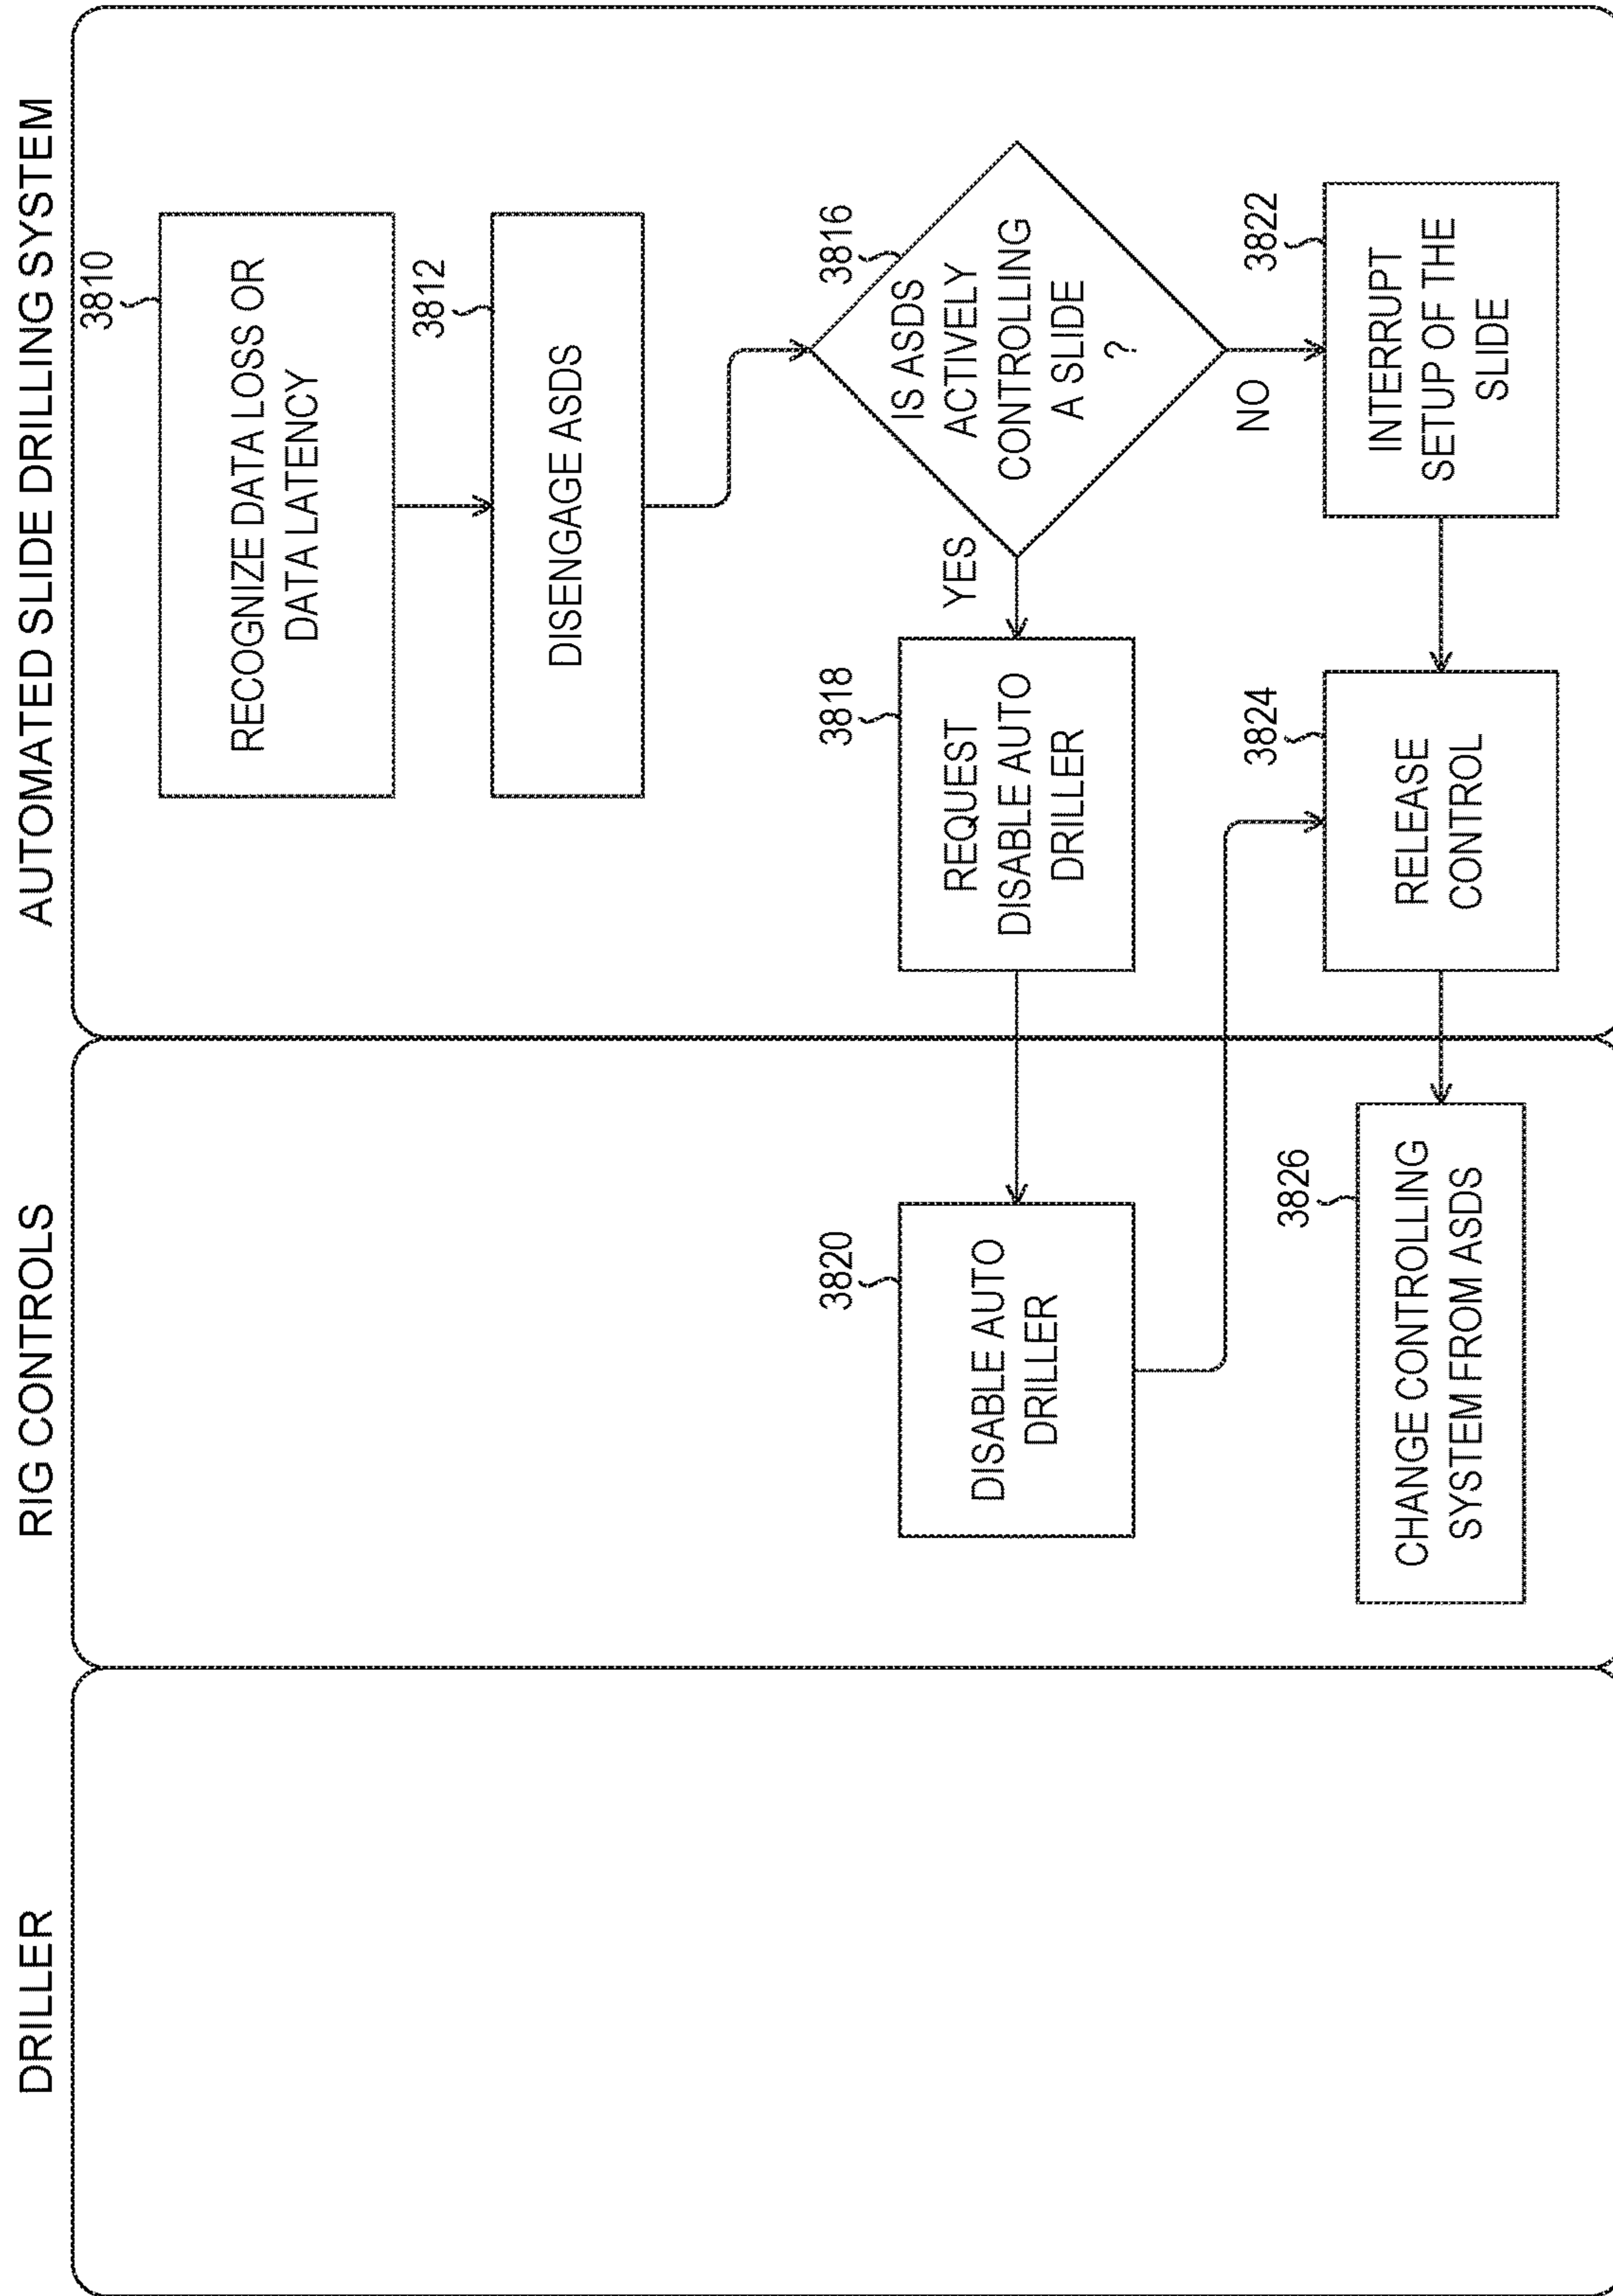 DRILLER
RIG CONTROLS
AUTOMATED SLIDE DRILLING SYSTEM
3810
RECOGNIZE DATA LOSS OR
DATA LATENCY
3812
DISENGAGE ASDS
3816
IS ASDS
ACTIVELY
CONTROLLING
A SLIDE
?
YES
NO
3818
REQUEST
DISABLE AUTO
DRILLER
3820
DISABLE AUTO
DRILLER
3822
INTERRUPT
SETUP OF THE
SLIDE
3824
RELEASE
CONTROL
3826
CHANGE CONTROLLING
SYSTEM FROM ASDS